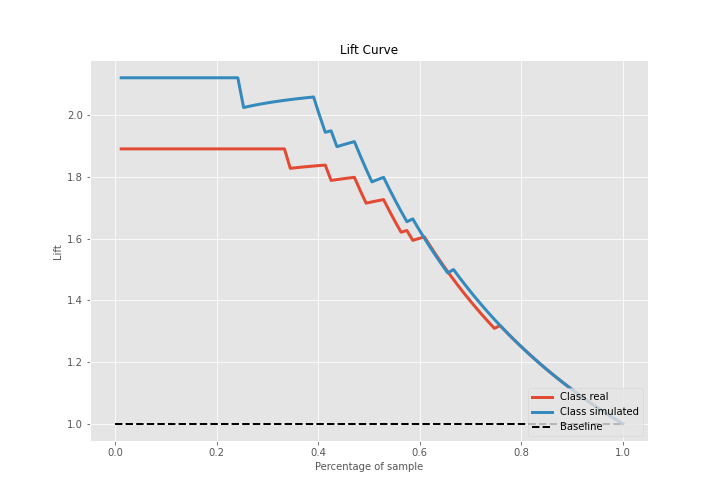 Lift Curve
Lift
2.0
1.8
1.6
1.4
1.2
1.0
0.0 0.2 0.4 0.6 0.8 1.0
Percentage of sample
Class real
Class simulated
Baseline